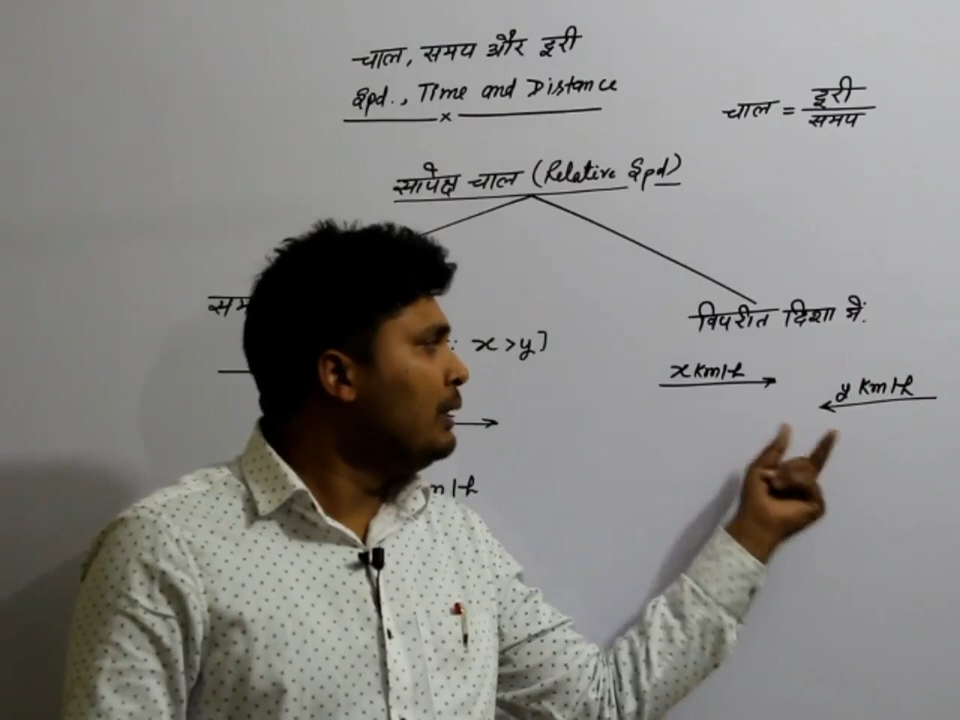 चाल, समय और दूरी
Spd., Time and Distance
x
चाल = दूरी / समय
सापेक्ष चाल (Relative Spd)
विपरीत दिशा में:
: x > y]
x Km/h
y Km/h
m/h